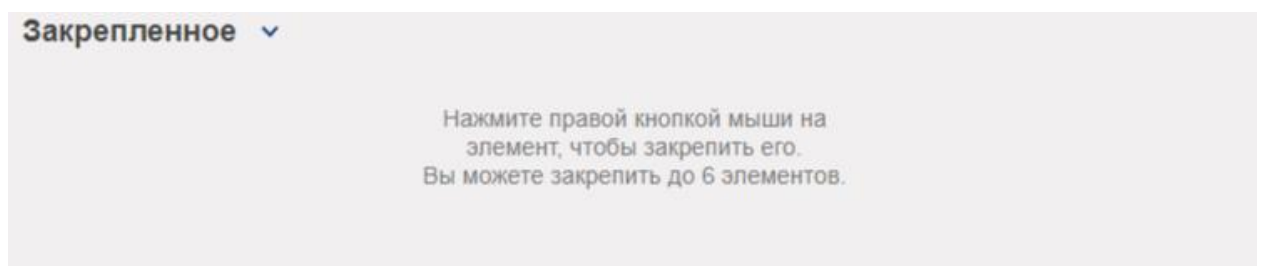 Закрепленное
Нажмите правой кнопкой мыши на
элемент, чтобы закрепить его.
Вы можете закрепить до 6 элементов.